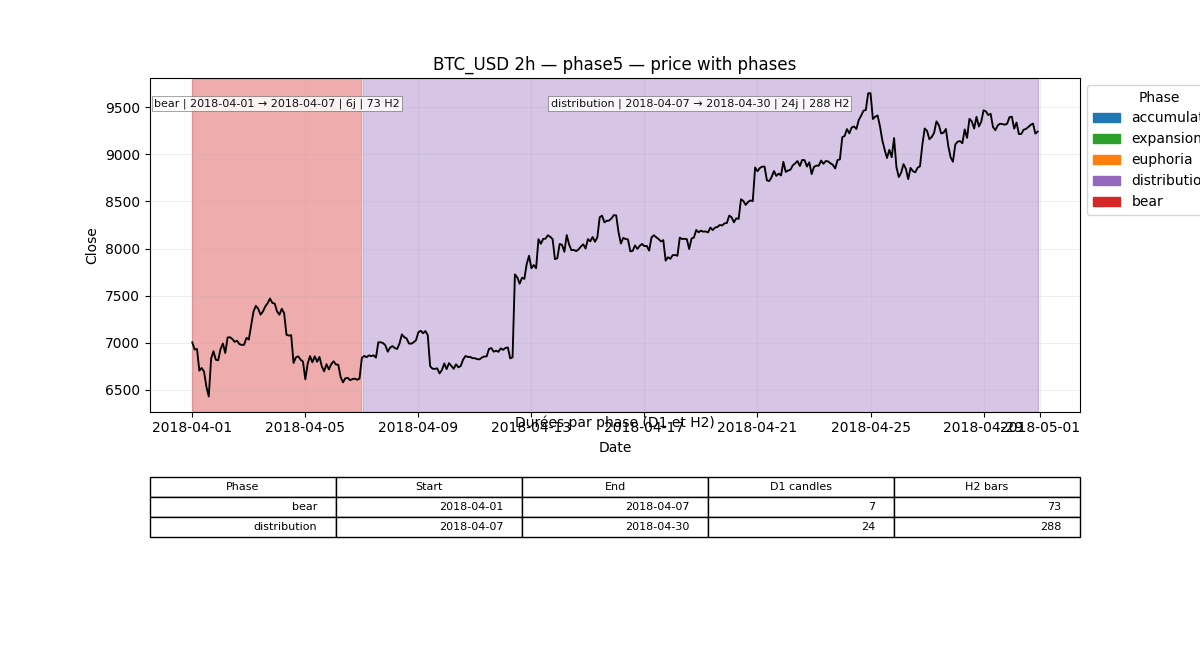 BTC_USD 2h — phase5 — price with phases
bear | 2018-04-01 → 2018-04-07 | 6j | 73 H2
distribution | 2018-04-07 → 2018-04-30 | 24j | 288 H2
Phase
accumulat
expansion
euphoria
distributio
bear
Close
9500
9000
8500
8000
7500
7000
6500
Durées par phase (D1 et H2)
2018-04-01 2018-04-05 2018-04-09 2018-04-13 2018-04-17 2018-04-21 2018-04-25 2018-04-29 2018-05-01
Date
Phase Start End D1 candles H2 bars
bear 2018-04-01 2018-04-07 7 73
distribution 2018-04-07 2018-04-30 24 288